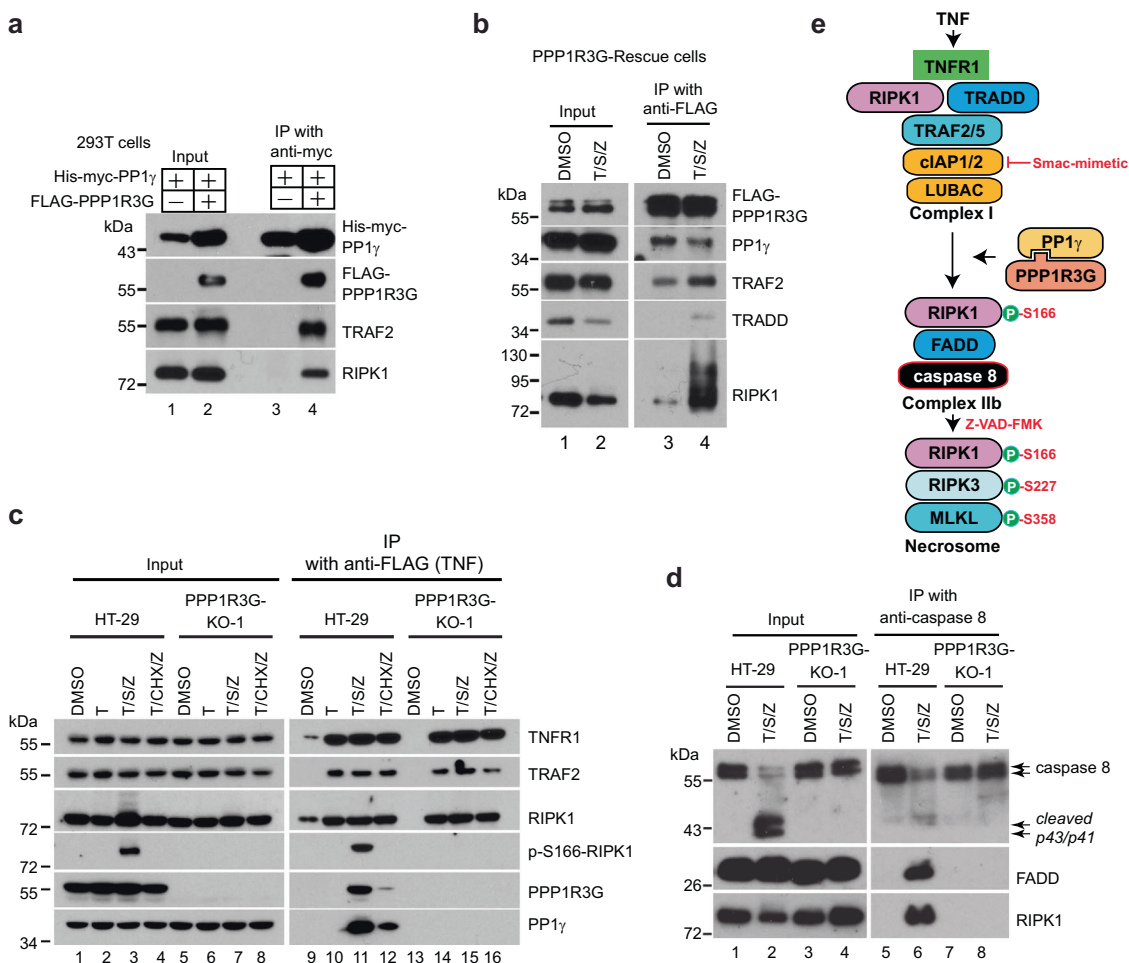 a
293T cells
Input
IP with
anti-myc
His-myc-PP1γ
+ + + +
FLAG-PPP1R3G
– + – +
kDa
43
His-myc-
PP1γ
55
FLAG-
PPP1R3G
55
TRAF2
72
RIPK1
1 2 3 4
b
PPP1R3G-Rescue cells
Input
IP with
anti-FLAG
DMSO
T/S/Z
DMSO
T/S/Z
kDa
55
FLAG-
PPP1R3G
34
PP1γ
55
TRAF2
34
TRADD
130
95
72
RIPK1
1 2 3 4
e
TNF
TNFR1
RIPK1 TRADD
TRAF2/5
cIAP1/2 Smac-mimetic
LUBAC
Complex I
PP1γ
PPP1R3G
RIPK1 P-S166
FADD
caspase 8
Complex IIb
Z-VAD-FMK
RIPK1 P-S166
RIPK3 P-S227
MLKL P-S358
Necrosome
c
Input
IP
with anti-FLAG (TNF)
HT-29
PPP1R3G-
KO-1
HT-29
PPP1R3G-
KO-1
DMSO
T
T/S/Z
T/CHX/Z
DMSO
T
T/S/Z
T/CHX/Z
DMSO
T
T/S/Z
T/CHX/Z
DMSO
T
T/S/Z
T/CHX/Z
kDa
55
TNFR1
55
TRAF2
72
RIPK1
72
p-S166-RIPK1
55
PPP1R3G
34
PP1γ
1 2 3 4 5 6 7 8 9 10 11 12 13 14 15 16
d
Input
IP with
anti-caspase 8
HT-29
PPP1R3G-
KO-1
HT-29
PPP1R3G-
KO-1
DMSO
T/S/Z
DMSO
T/S/Z
DMSO
T/S/Z
DMSO
T/S/Z
kDa
55
caspase 8
43
cleaved
p43/p41
26
FADD
72
RIPK1
1 2 3 4 5 6 7 8